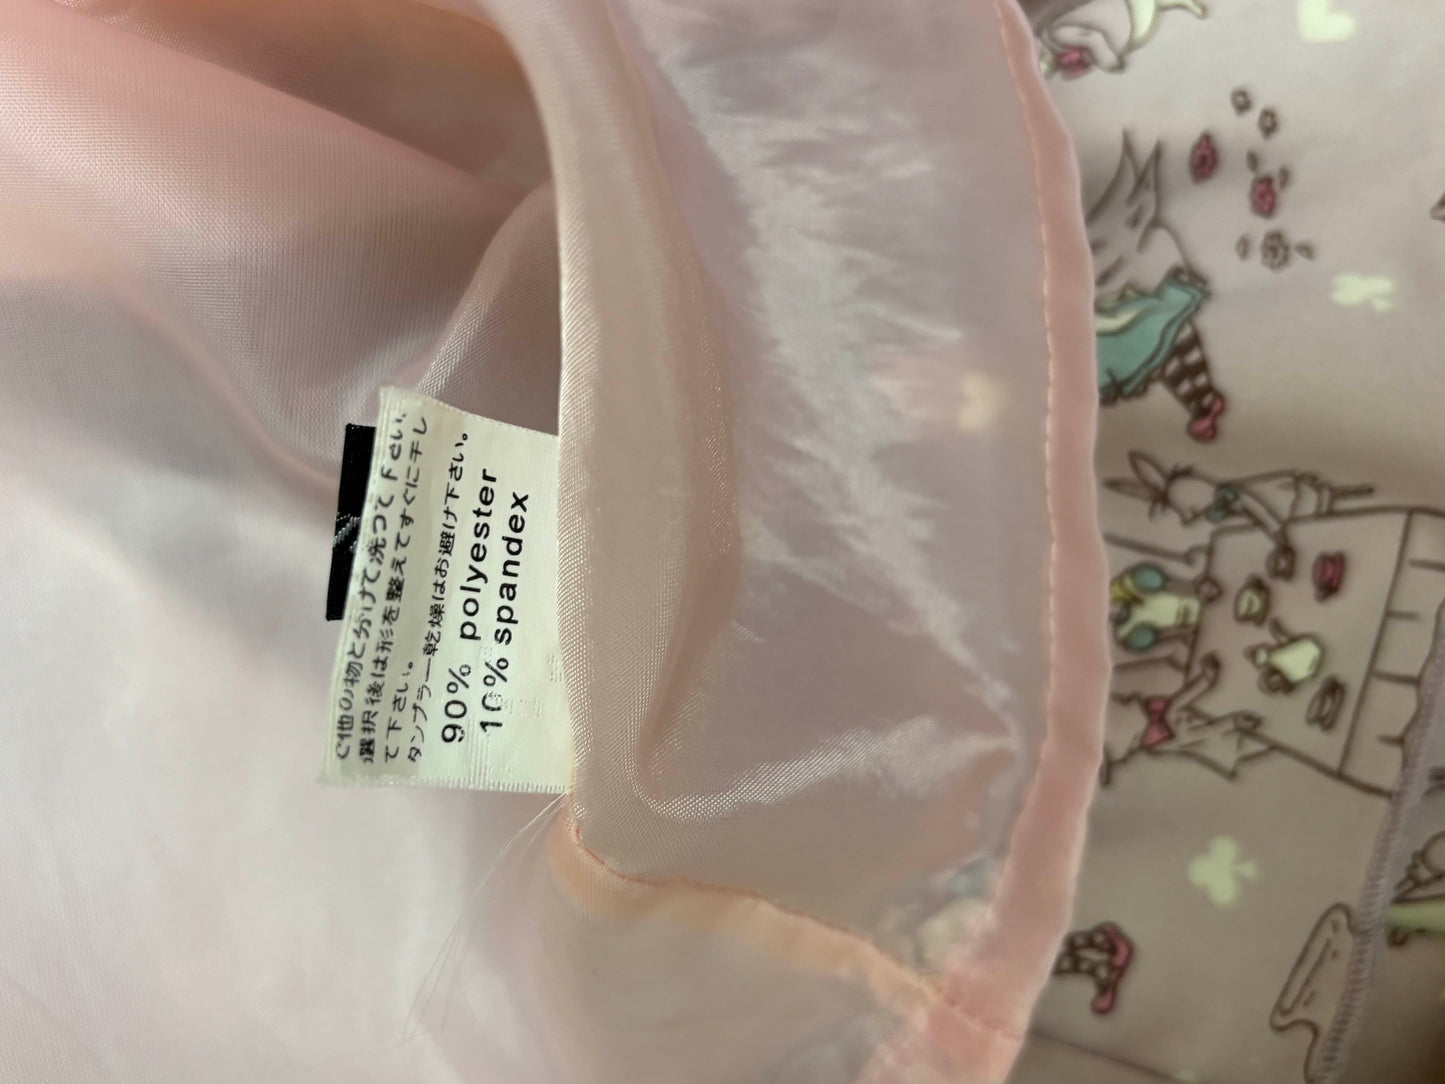 他の物と分けて洗って下さい。
選択後は形を整えてすぐに干し
て下さい。
タンブラー乾燥はお避け下さい。
90% polyester
10% spandex